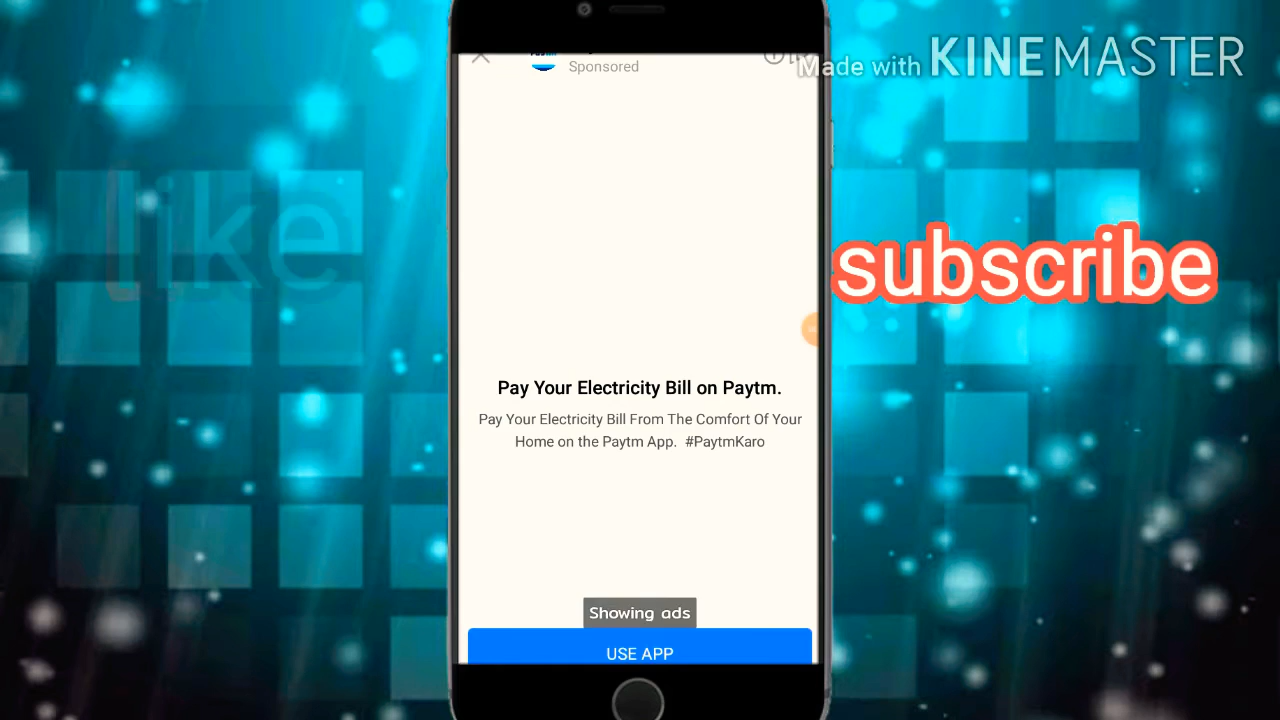 Sponsored
Made with KINEMASTER
like
subscribe
Pay Your Electricity Bill on Paytm.
Pay Your Electricity Bill From The Comfort Of Your
Home on the Paytm App. #PaytmKaro
Showing ads
USE APP